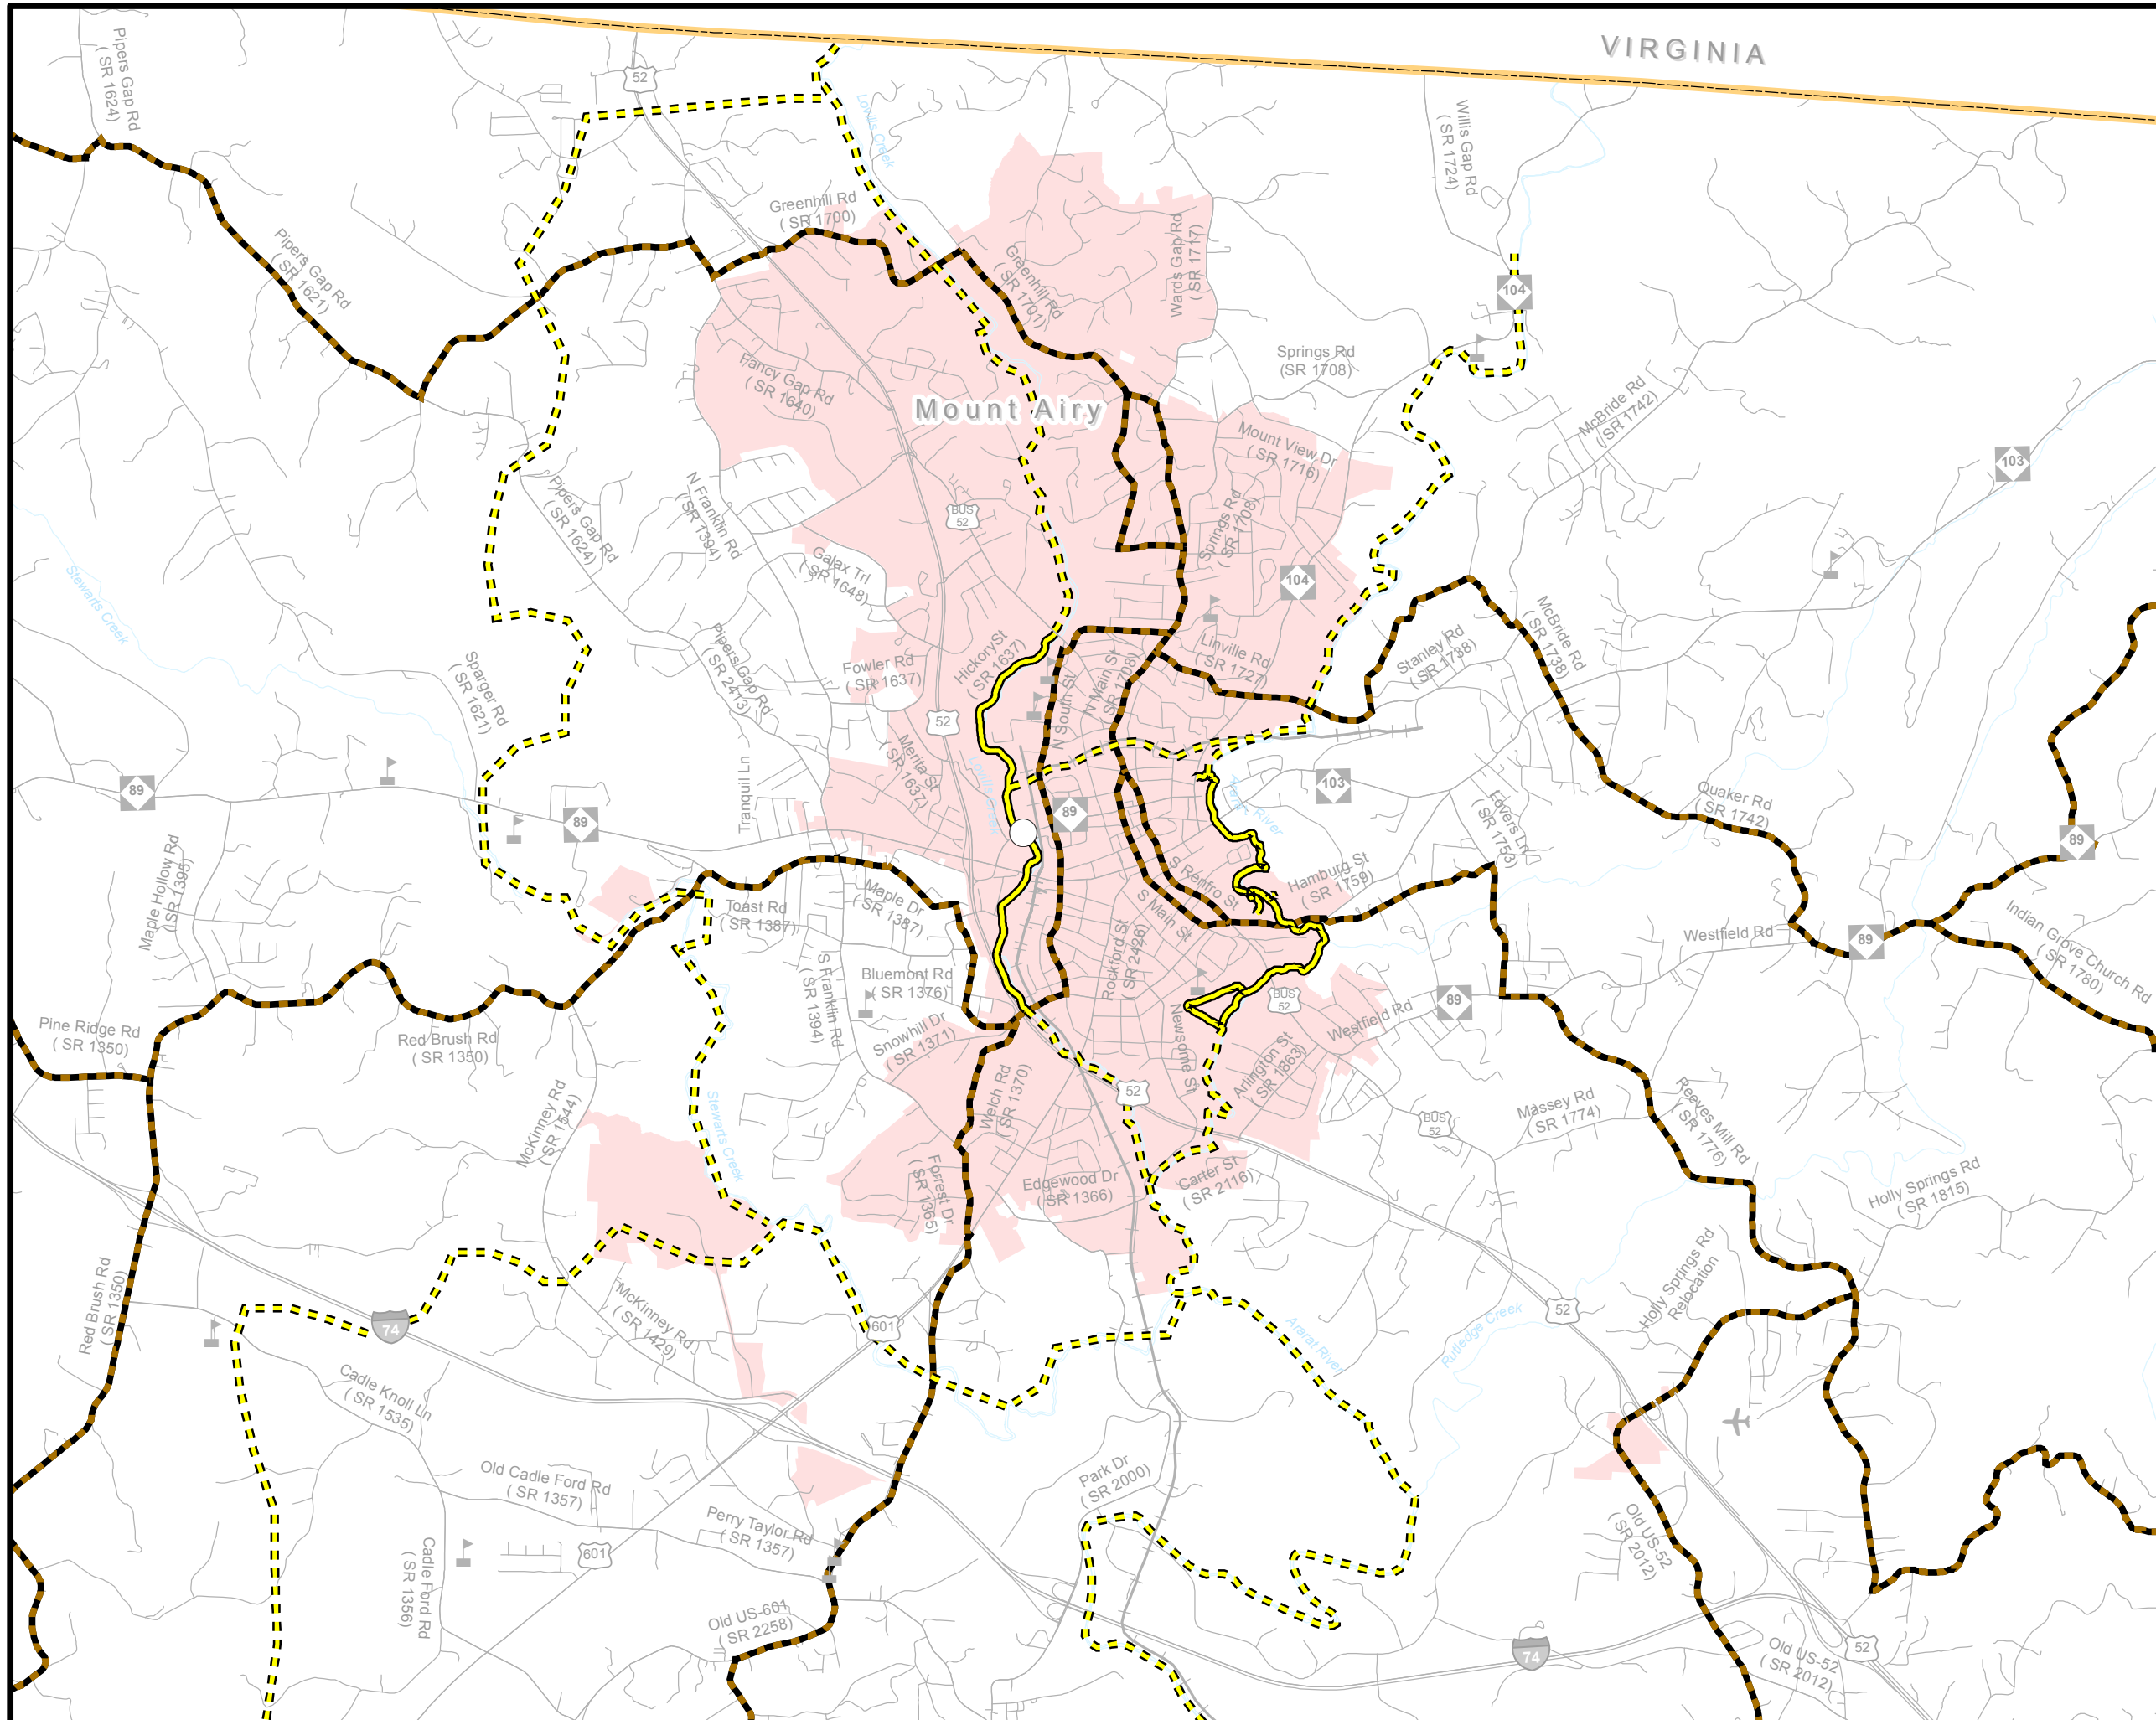 VIRGINIA
Pipers Gap Rd
( SR 1624)
52
Lovills Creek
Willis Gap Rd
( SR 1724)
Greenhill Rd
( SR 1700)
Wards Gap Rd
( SR 1717)
Pipers Gap Rd
( SR 1621)
Greenhill Rd
( SR 1701)
104
Springs Rd
(SR 1708)
Fancy Gap Rd
( SR 1640)
Mount Airy
McBride Rd
( SR 1742)
Mount View Dr
( SR 1716)
103
Pipers Gap Rd
( SR 1624)
N Franklin Rd
( SR 1394)
BUS
52
Springs Rd
( SR 1708)
Galax Trl
( SR 1648)
104
Stewarts Creek
McBride Rd
( SR 1738)
Sparger Rd
( SR 1621)
Pipers Gap Rd
( SR 2413)
Fowler Rd
( SR 1637)
Hickory St
( SR 1637)
N South St
N Main St
( SR 1708)
Linville Rd
( SR 1727)
Stanley Rd
( SR 1738)
52
Merita St
( SR 1637)
Lovills Creek
89
Tranquil Ln
89
89
Ararat River
103
Lovers Ln
( SR 1753)
Quaker Rd
( SR 1742)
89
Maple Hollow Rd
( SR 1395)
Toast Rd
( SR 1387)
Maple Dr
( SR 1387)
S Renfro St
S Main St
Hamburg St
( SR 1759)
Rockford St
( SR 2426)
Westfield Rd
89
Indian Grove Church Rd
( SR 1780)
Pine Ridge Rd
( SR 1350)
Red Brush Rd
( SR 1350)
S Franklin Rd
( SR 1394)
Bluemont Rd
( SR 1376)
Snowhill Dr
( SR 1371)
BUS
52
Westfield Rd
89
Newsome St
Arlington St
( SR 1863)
52
Welch Rd
( SR 1370)
McKinney Rd
( SR 1544)
Stewarts Creek
BUS
52
Massey Rd
( SR 1774)
Reeves Mill Rd
( SR 1776)
Forrest Dr
( SR 1365)
Edgewood Dr
( SR 1366)
Carter St
( SR 2116)
Holly Springs Rd
( SR 1815)
Red Brush Rd
( SR 1350)
74
McKinney Rd
( SR 1429)
601
Ararat River
Rutledge Creek
52
Holly Springs Rd
Relocation
Cadle Knoll Ln
( SR 1535)
Old Cadle Ford Rd
( SR 1357)
Park Dr
( SR 2000)
Perry Taylor Rd
( SR 1357)
Cadle Ford Rd
( SR 1356)
601
Old US-52
( SR 2012)
Old US-601
( SR 2258)
74
Old US-52
( SR 2012)
52